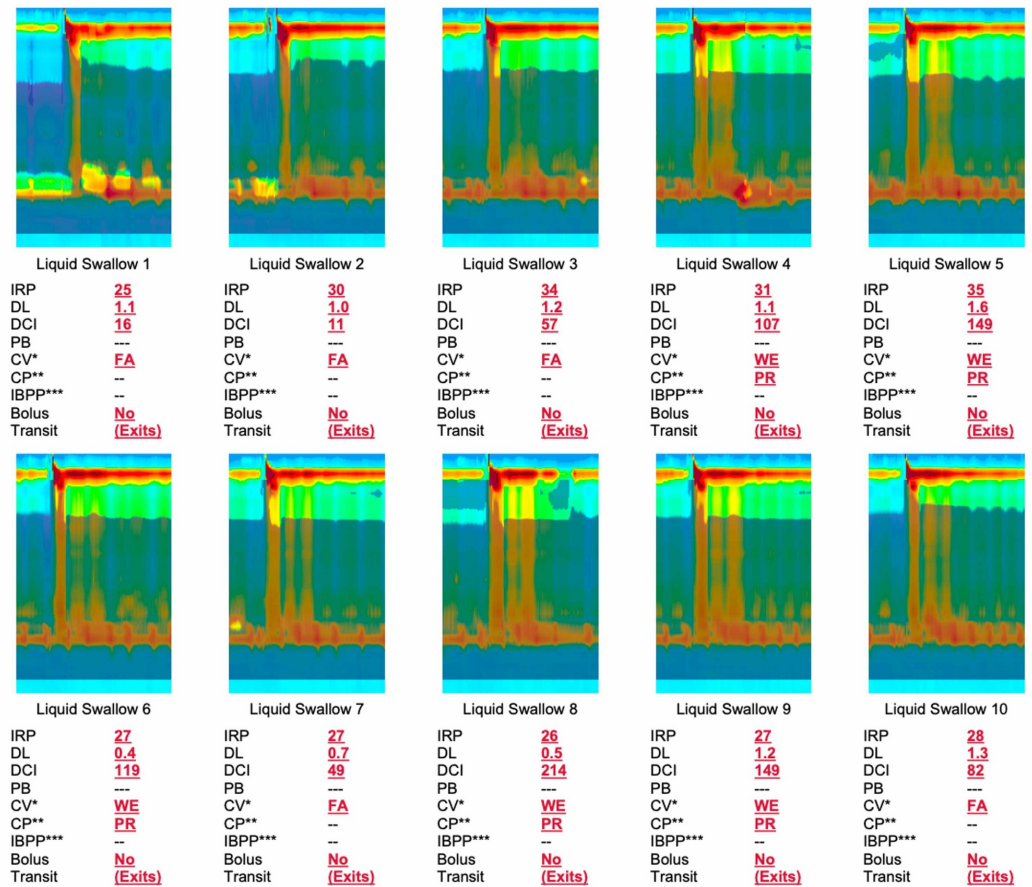 Liquid Swallow 1 Liquid Swallow 2 Liquid Swallow 3 Liquid Swallow 4 Liquid Swallow 5
IRP 25 IRP 30 IRP 34 IRP 31 IRP 35
DL 1.1 DL 1.0 DL 1.2 DL 1.1 DL 1.6
DCI 16 DCI 11 DCI 57 DCI 107 DCI 149
PB --- PB --- PB --- PB --- PB ---
CV* FA CV* FA CV* FA CV* WE CV* WE
CP** -- CP** -- CP** -- CP** PR CP** PR
IBPP*** -- IBPP*** -- IBPP*** -- IBPP*** -- IBPP*** --
Bolus No Bolus No Bolus No Bolus No Bolus No
Transit (Exits) Transit (Exits) Transit (Exits) Transit (Exits) Transit (Exits)
Liquid Swallow 6 Liquid Swallow 7 Liquid Swallow 8 Liquid Swallow 9 Liquid Swallow 10
IRP 27 IRP 27 IRP 26 IRP 27 IRP 28
DL 0.4 DL 0.7 DL 0.5 DL 1.2 DL 1.3
DCI 119 DCI 49 DCI 214 DCI 149 DCI 82
PB --- PB --- PB --- PB --- PB ---
CV* WE CV* FA CV* WE CV* WE CV* FA
CP** PR CP** -- CP** PR CP** PR CP** --
IBPP*** -- IBPP*** -- IBPP*** -- IBPP*** -- IBPP*** --
Bolus No Bolus No Bolus No Bolus No Bolus No
Transit (Exits) Transit (Exits) Transit (Exits) Transit (Exits) Transit (Exits)